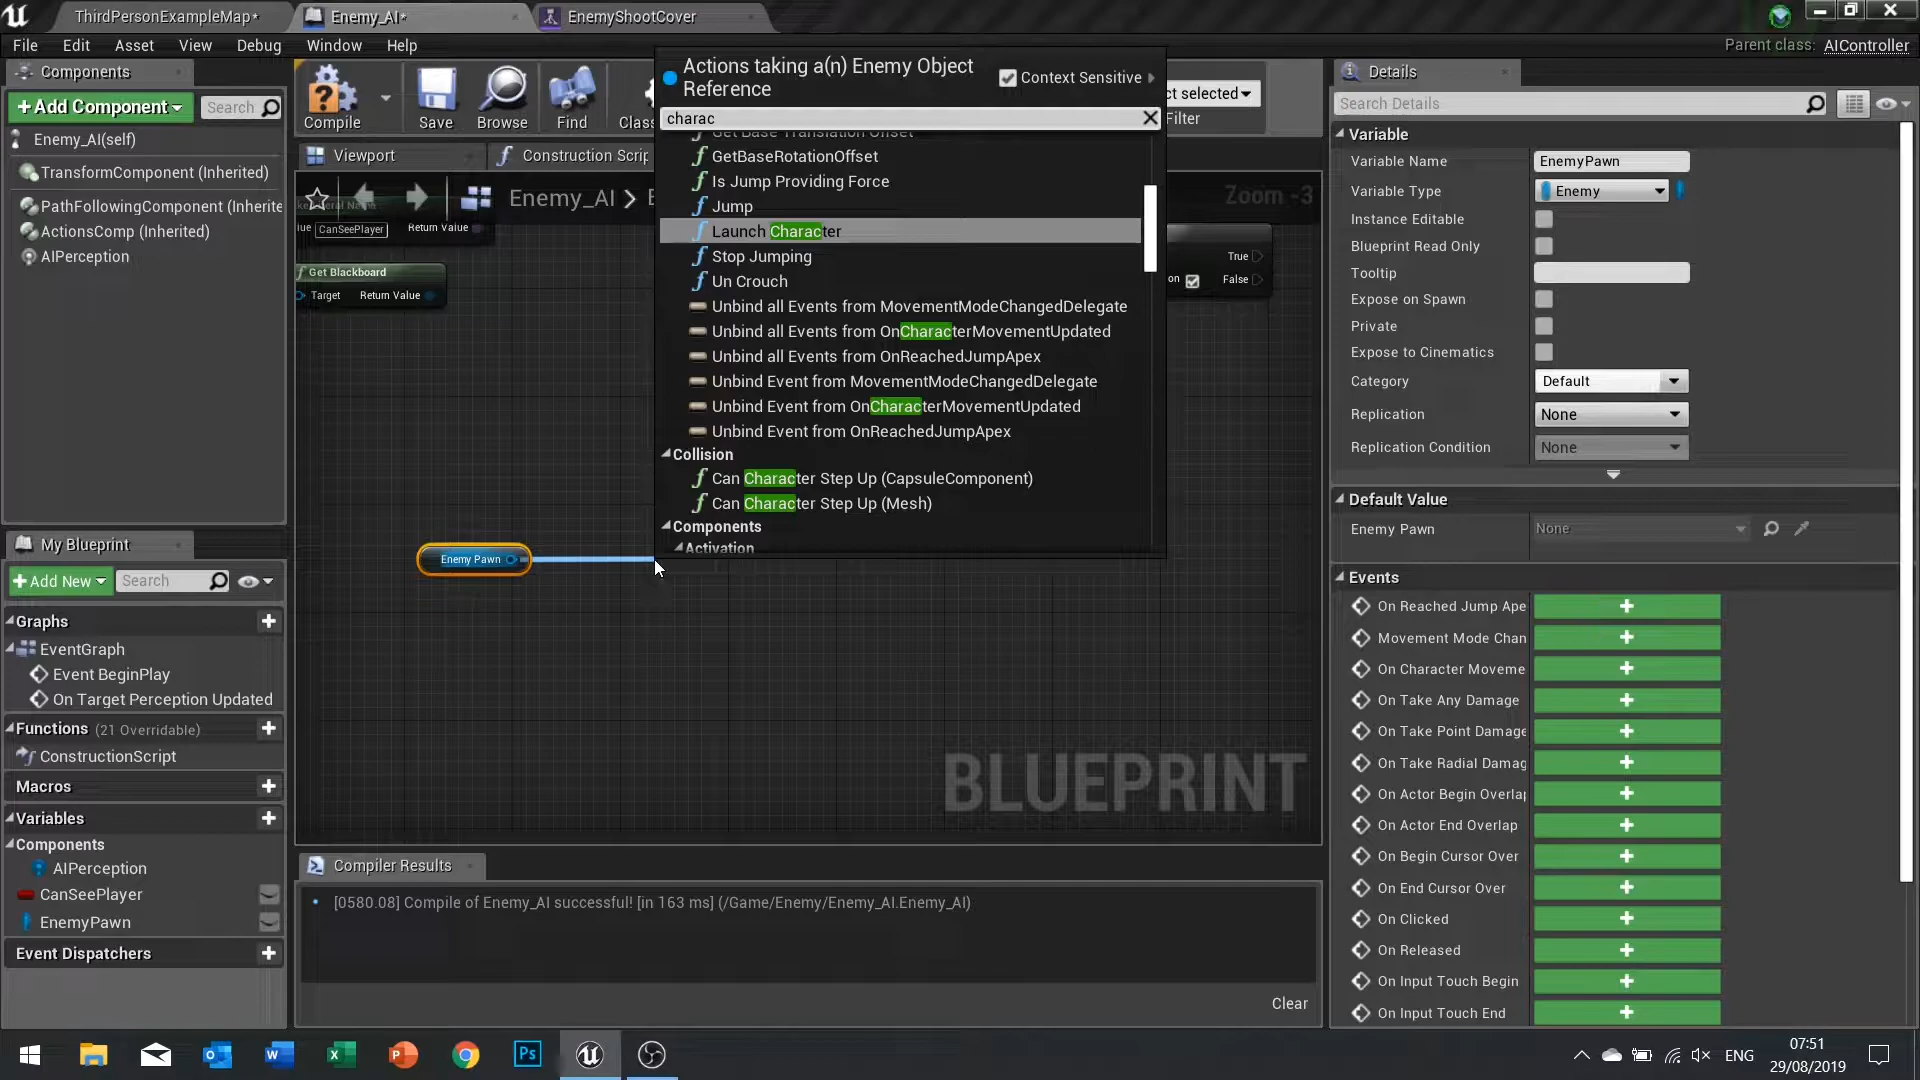 ThirdPersonExampleMap*
Enemy_AI*
EnemyShootCover
File Edit Asset View Debug Window Help
Parent class: AIController
Components
+Add Component
Search
Enemy_AI(self)
TransformComponent (Inherited)
PathFollowingComponent (Inherite
ActionsComp (Inherited)
AIPerception
Compile Save Browse Find Class
ct selected
Filter
Viewport Construction Scrip
Enemy_AI >
Zoom -3
CanSeePlayer Return Value
Get Blackboard
Target Return Value
True
on False
Enemy Pawn
BLUEPRINT
Actions taking a(n) Enemy Object
Reference
Context Sensitive
charac
Get Base Translation Offset
GetBaseRotationOffset
Is Jump Providing Force
Jump
Launch Character
Stop Jumping
Un Crouch
Unbind all Events from MovementModeChangedDelegate
Unbind all Events from OnCharacterMovementUpdated
Unbind all Events from OnReachedJumpApex
Unbind Event from MovementModeChangedDelegate
Unbind Event from OnCharacterMovementUpdated
Unbind Event from OnReachedJumpApex
Collision
Can Character Step Up (CapsuleComponent)
Can Character Step Up (Mesh)
Components
Activation
My Blueprint
+Add New
Search
Graphs
EventGraph
Event BeginPlay
On Target Perception Updated
Functions (21 Overridable)
ConstructionScript
Macros
Variables
Components
AIPerception
CanSeePlayer
EnemyPawn
Event Dispatchers
Compiler Results
[0580.08] Compile of Enemy_AI successful! [in 163 ms] (/Game/Enemy/Enemy_AI.Enemy_AI)
Clear
Details
Search Details
Variable
Variable Name EnemyPawn
Variable Type Enemy
Instance Editable
Blueprint Read Only
Tooltip
Expose on Spawn
Private
Expose to Cinematics
Category Default
Replication None
Replication Condition None
Default Value
Enemy Pawn None
Events
On Reached Jump Ape
Movement Mode Chan
On Character Moveme
On Take Any Damage
On Take Point Damage
On Take Radial Damag
On Actor Begin Overlap
On Actor End Overlap
On Begin Cursor Over
On End Cursor Over
On Clicked
On Released
On Input Touch Begin
On Input Touch End
ENG
07:51
29/08/2019